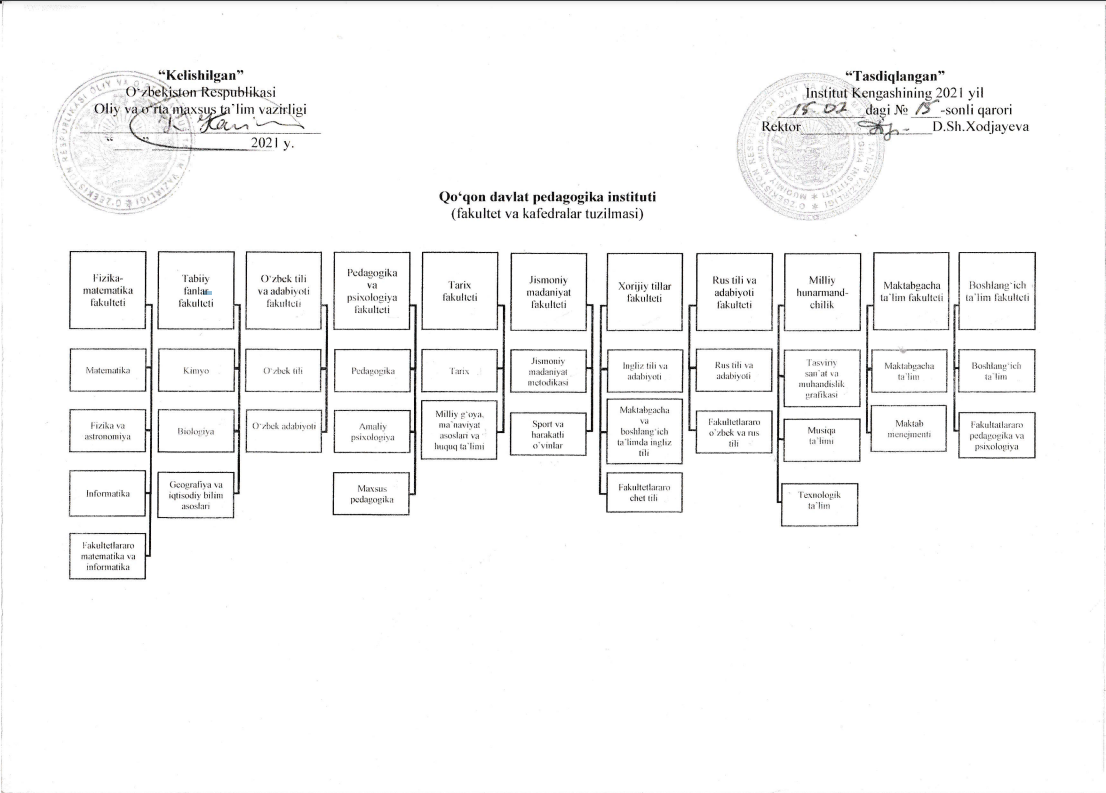 “Kelishilgan”
O‘zbekiston Respublikasi
Oliy va o‘rta maxsus ta`lim vazirligi
“ ” 2021 y.
“Tasdiqlangan”
Institut Kengashining 2021 yil
15.02 dagi № 15 -sonli qarori
Rektor D.Sh.Xodjayeva
Qo‘qon davlat pedagogika instituti
(fakultet va kafedralar tuzilmasi)
Fizika-
matematika
fakulteti
Matematika
Fizika va
astronomiya
Informatika
Fakultetlararo
matematika va
informatika
Tabiiy
fanlar
fakulteti
Kimyo
Biologiya
Geografiya va
iqtisodiy bilim
asoslari
O‘zbek tili
va adabiyoti
fakulteti
O‘zbek tili
O‘zbek adabiyoti
Pedagogika
va
psixologiya
fakulteti
Pedagogika
Amaliy
psixologiya
Maxsus
pedagogika
Tarix
fakulteti
Tarix
Milliy g‘oya,
ma`naviyat
asoslari va
huquq ta`limi
Jismoniy
madaniyat
fakulteti
Jismoniy
madaniyat
metodikasi
Sport va
harakatli
o‘yinlar
Xorijiy tillar
fakulteti
Ingliz tili va
adabiyoti
Maktabgacha
va
boshlang‘ich
ta`limda ingliz
tili
Fakultetlararo
chet tili
Rus tili va
adabiyoti
fakulteti
Rus tili va
adabiyoti
Fakultetlararo
o‘zbek va rus
tili
Milliy
hunarmand-
chilik
Tasviriy
san`at va
muhandislik
grafikasi
Musiqa
ta`limi
Texnologik
ta`lim
Maktabgacha
ta`lim fakulteti
Maktabgacha
ta`lim
Maktab
menejmenti
Boshlang‘ich
ta`lim fakulteti
Boshlang‘ich
ta`lim
Fakultatlararo
pedagogika va
psixologiya